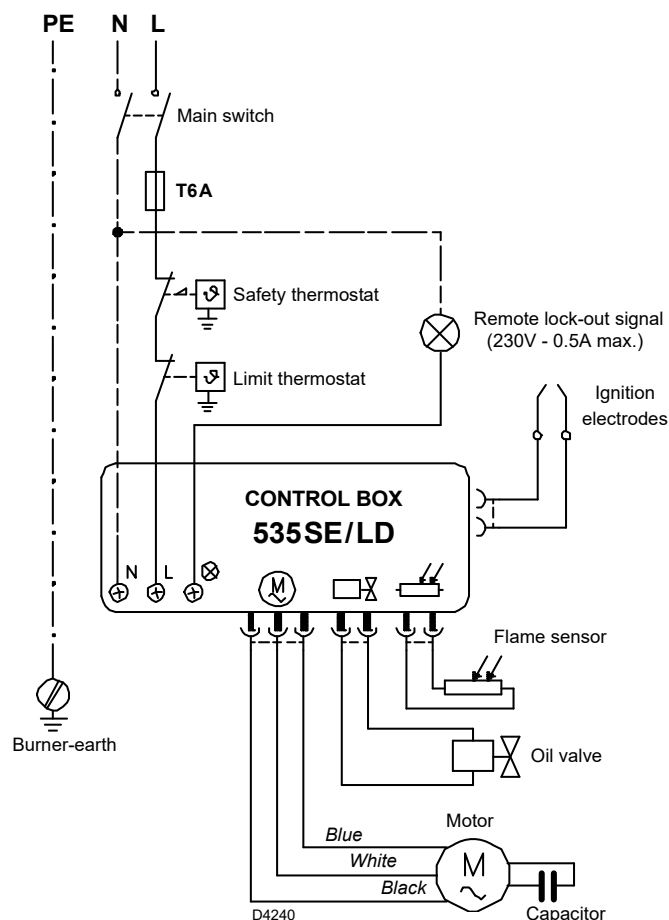 PE N L
Main switch
T6A
Safety thermostat
Remote lock-out signal
(230V - 0.5A max.)
Limit thermostat
Ignition
electrodes
CONTROL BOX
535SE/LD
N L
M
Flame sensor
Burner-earth
Oil valve
Motor
Blue
White
Black
M
D4240
Capacitor